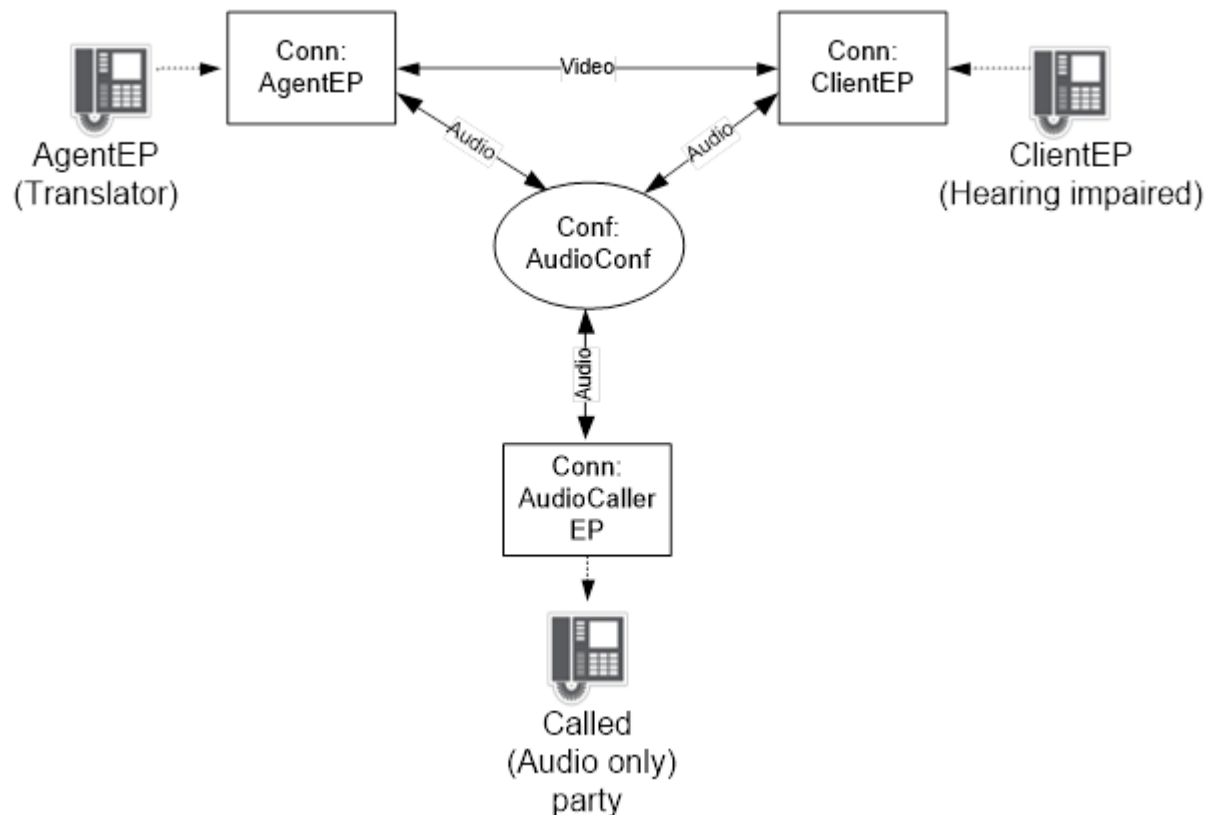 Conn:
AgentEP
Video
Conn:
ClientEP
AgentEP
(Translator)
Audio
Audio
ClientEP
(Hearing impaired)
Conf:
AudioConf
Audio
Conn:
AudioCaller
EP
Called
(Audio only)
party